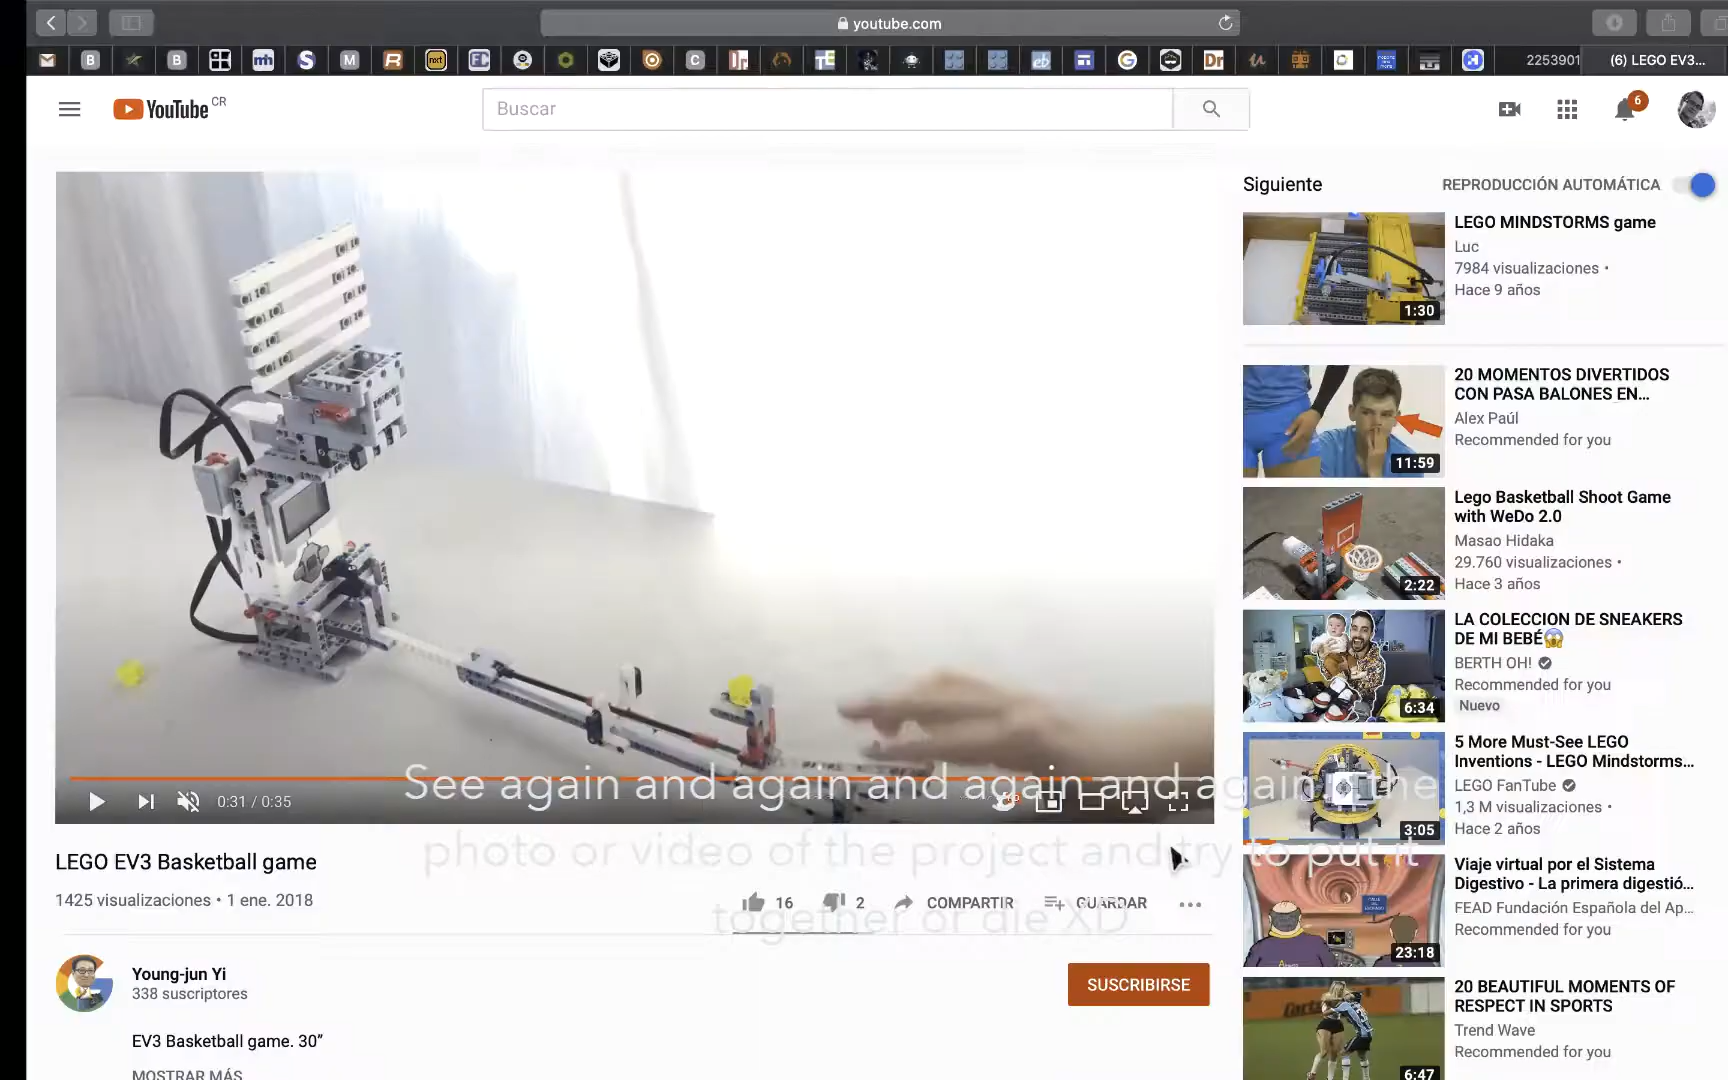 youtube.com
2253901
(6) LEGO EV3...
YouTube CR
Buscar
6
0:31 / 0:35
See again and again and again and again, the
photo or video of the project and try to put it
together or die XD
LEGO EV3 Basketball game
1425 visualizaciones • 1 ene. 2018
16
2
COMPARTIR
GUARDAR
Young-jun Yi
338 suscriptores
SUSCRIBIRSE
EV3 Basketball game. 30”
MOSTRAR MÁS
Siguiente
REPRODUCCIÓN AUTOMÁTICA
1:30
LEGO MINDSTORMS game
Luc
7984 visualizaciones •
Hace 9 años
11:59
20 MOMENTOS DIVERTIDOS
CON PASA BALONES EN...
Alex Paúl
Recommended for you
2:22
Lego Basketball Shoot Game
with WeDo 2.0
Masao Hidaka
29.760 visualizaciones •
Hace 3 años
6:34
LA COLECCION DE SNEAKERS
DE MI BEBÉ😱
BERTH OH!
Recommended for you
Nuevo
3:05
5 More Must-See LEGO
Inventions - LEGO Mindstorms...
LEGO FanTube
1,3 M visualizaciones •
Hace 2 años
23:18
Viaje virtual por el Sistema
Digestivo - La primera digestió...
FEAD Fundación Española del Ap...
Recommended for you
6:47
20 BEAUTIFUL MOMENTS OF
RESPECT IN SPORTS
Trend Wave
Recommended for you